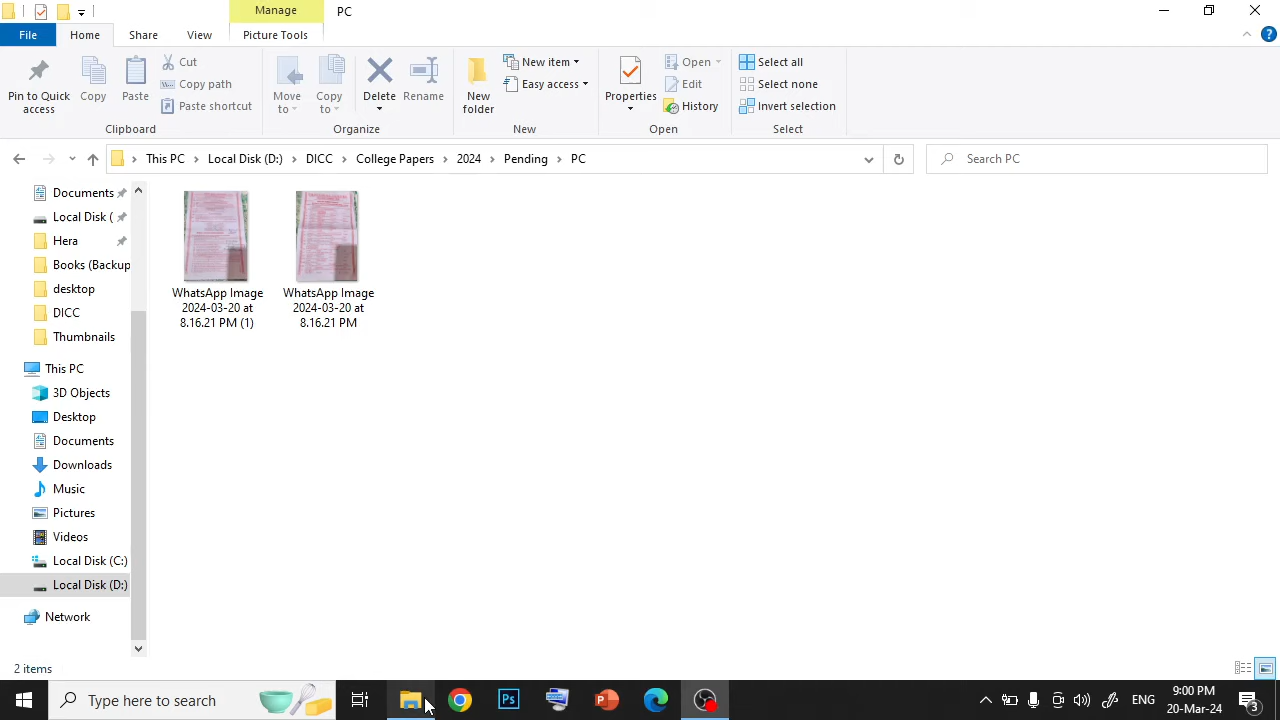 Manage
PC
File
Home
Share
View
Picture Tools
Pin to Quick
access
Copy
Paste
Cut
Copy path
Paste shortcut
Clipboard
Move
to
Copy
to
Delete
Rename
Organize
New
folder
New item
Easy access
New
Properties
Open
Edit
History
Open
Select all
Select none
Invert selection
Select
This PC
Local Disk (D:)
DICC
College Papers
2024
Pending
PC
Search PC
Documents
Local Disk (
Hera
Books (Backup
desktop
DICC
Thumbnails
This PC
3D Objects
Desktop
Documents
Downloads
Music
Pictures
Videos
Local Disk (C:)
Local Disk (D:)
Network
WhatsApp Image
2024-03-20 at
8.16.21 PM (1)
WhatsApp Image
2024-03-20 at
8.16.21 PM
2 items
Type here to search
Ps
ENG
9:00 PM
20-Mar-24
3